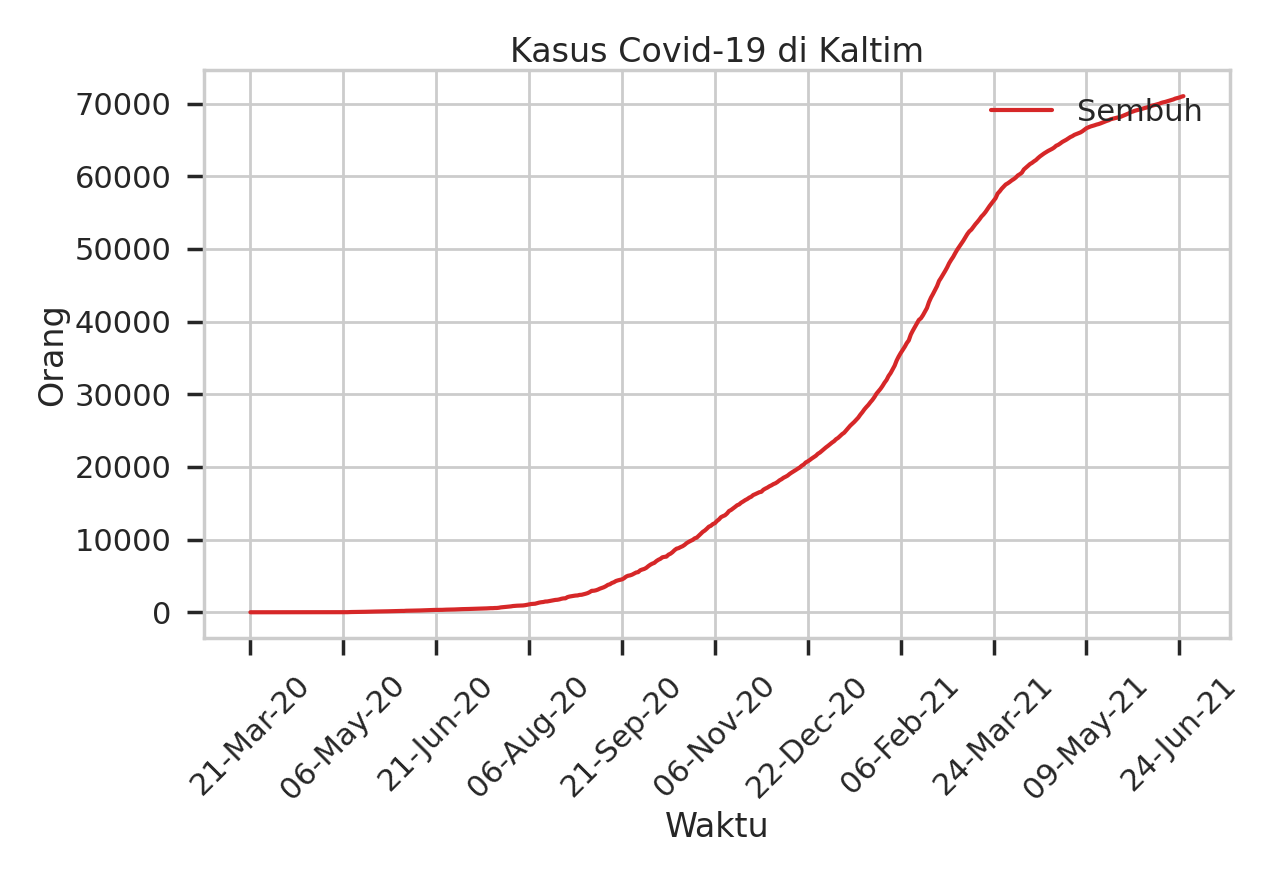 Kasus Covid-19 di Kaltim
Sembuh
70000
60000
50000
40000
30000
20000
10000
0
Orang
21-Mar-20
06-May-20
21-Jun-20
06-Aug-20
21-Sep-20
06-Nov-20
22-Dec-20
06-Feb-21
24-Mar-21
09-May-21
24-Jun-21
Waktu